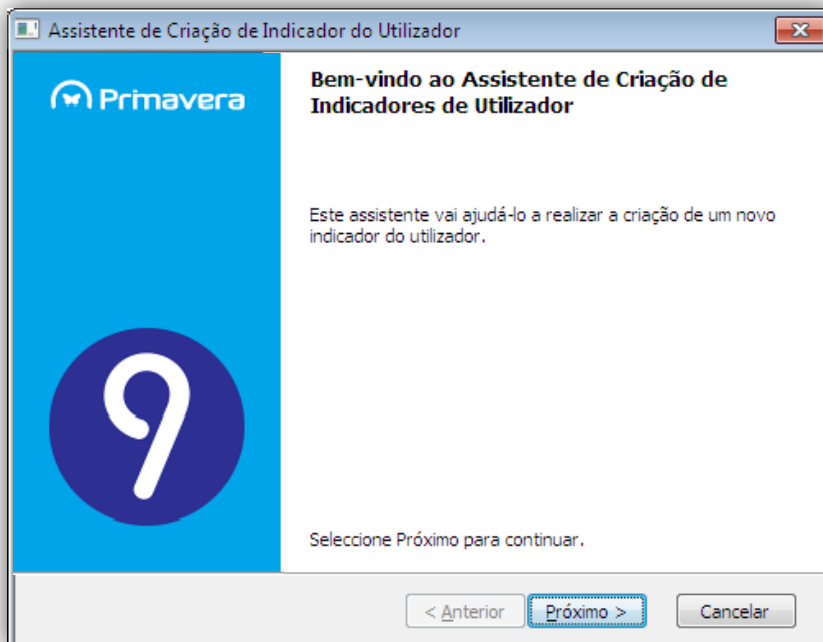 Assistente de Criação de Indicador do Utilizador
Primavera
Bem-vindo ao Assistente de Criação de
Indicadores de Utilizador
Este assistente vai ajudá-lo a realizar a criação de um novo
indicador do utilizador.
9
Seleccione Próximo para continuar.
< Anterior
Próximo >
Cancelar